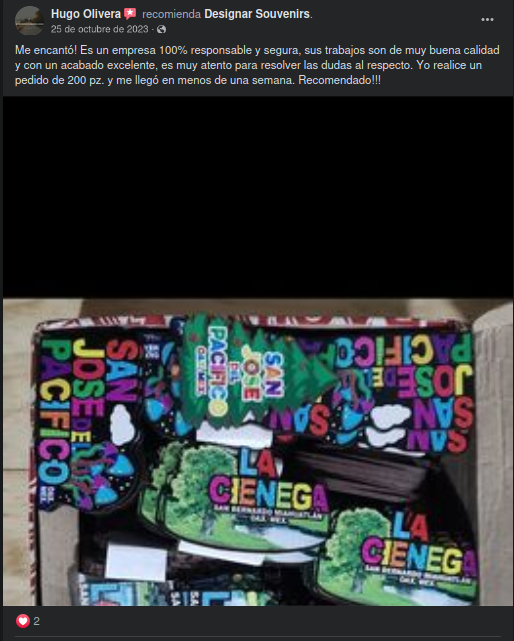 Hugo Olivera recomienda Designar Souvenirs.
25 de octubre de 2023 ·
Me encantó! Es un empresa 100% responsable y segura, sus trabajos son de muy buena calidad
y con un acabado excelente, es muy atento para resolver las dudas al respecto. Yo realice un
pedido de 200 pz. y me llegó en menos de una semana. Recomendado!!!
SAN
JOSE
DEL
PACIFICO
OAX. MEX.
SAN
JOSE DEL
PACIFICO
SAN
JOSE DE
PACIFICO
SAN
LA
CIENEGA
SAN BERNARDO MIAHUATLÁN
OAX. MEX.
LA
CIENEGA
SAN BERNARDO MIAHUATLÁN
OAX. MEX.
2